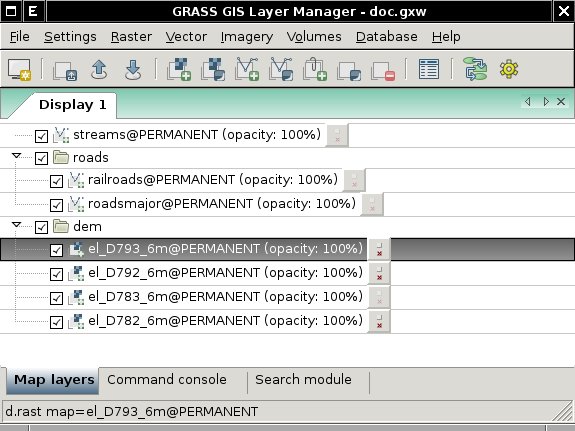 GRASS GIS Layer Manager - doc.gxw
File Settings Raster Vector Imagery Volumes Database Help
Display 1
streams@PERMANENT (opacity: 100%)
roads
railroads@PERMANENT (opacity: 100%)
roadsmajor@PERMANENT (opacity: 100%)
dem
el_D793_6m@PERMANENT (opacity: 100%)
el_D792_6m@PERMANENT (opacity: 100%)
el_D783_6m@PERMANENT (opacity: 100%)
el_D782_6m@PERMANENT (opacity: 100%)
Map layers Command console Search module
d.rast map=el_D793_6m@PERMANENT